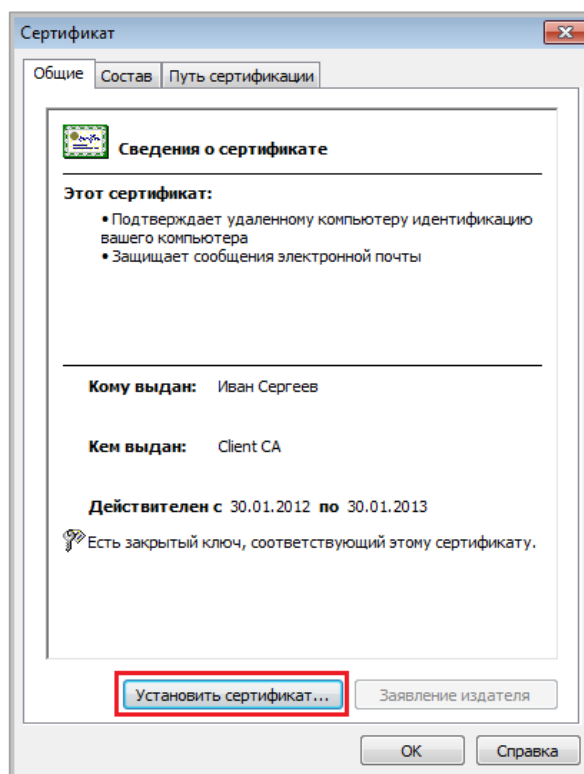 Сертификат
Общие
Состав
Путь сертификации
Сведения о сертификате
Этот сертификат:
• Подтверждает удаленному компьютеру идентификацию
вашего компьютера
• Защищает сообщения электронной почты
Кому выдан: Иван Сергеев
Кем выдан: Client CA
Действителен с 30.01.2012 по 30.01.2013
Есть закрытый ключ, соответствующий этому сертификату.
Установить сертификат...
Заявление издателя
ОК
Справка